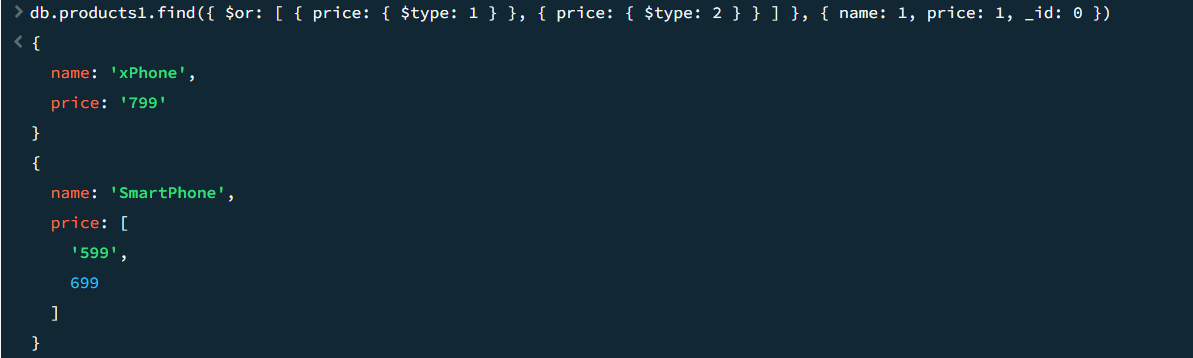 > db.products1.find({ $or: [ { price: { $type: 1 } }, { price: { $type: 2 } } ] }, { name: 1, price: 1, _id: 0 })
< {
name: 'xPhone',
price: '799'
}
{
name: 'SmartPhone',
price: [
'599',
699
]
}